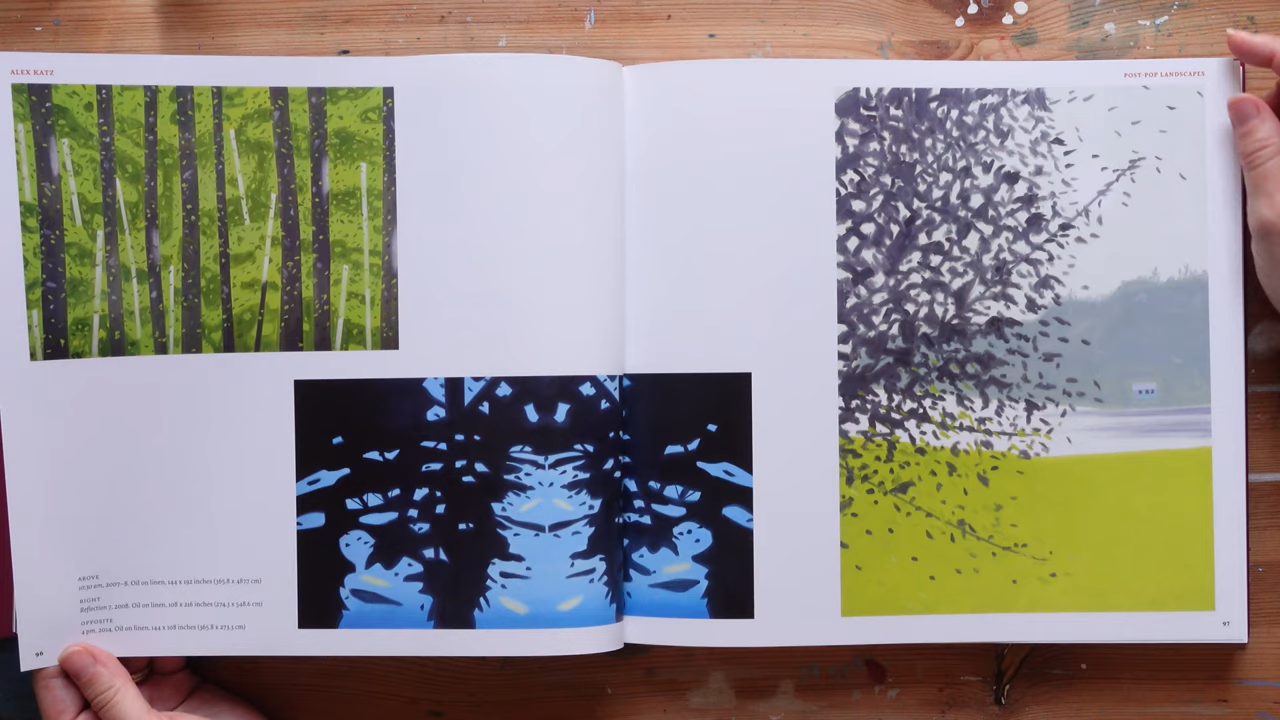 ALEX KATZ
POST-POP LANDSCAPES
ABOVE
10:30 am, 2007–8. Oil on linen, 144 x 192 inches (365.8 x 487.7 cm)
RIGHT
Reflection 7, 2018. Oil on linen, 108 x 216 inches (274.3 x 548.6 cm)
OPPOSITE
4 pm, 2014. Oil on linen, 144 x 108 inches (365.8 x 273.3 cm)
96
97